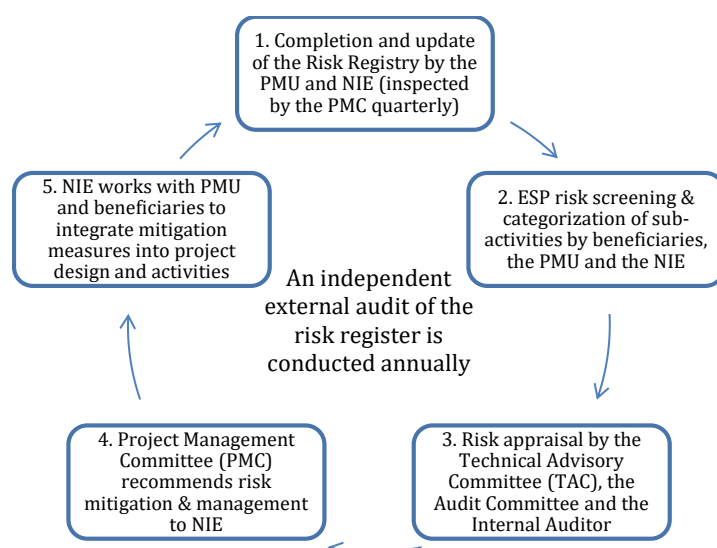 1. Completion and update
of the Risk Registry by the
PMU and NIE (inspected
by the PMC quarterly)
2. ESP risk screening &
categorization of sub-
activities by beneficiaries,
the PMU and the NIE
3. Risk appraisal by the
Technical Advisory
Committee (TAC), the
Audit Committee and the
Internal Auditor
4. Project Management
Committee (PMC)
recommends risk
mitigation & management
to NIE
5. NIE works with PMU
and beneficiaries to
integrate mitigation
measures into project
design and activities
An independent
external audit of the
risk register is
conducted annually